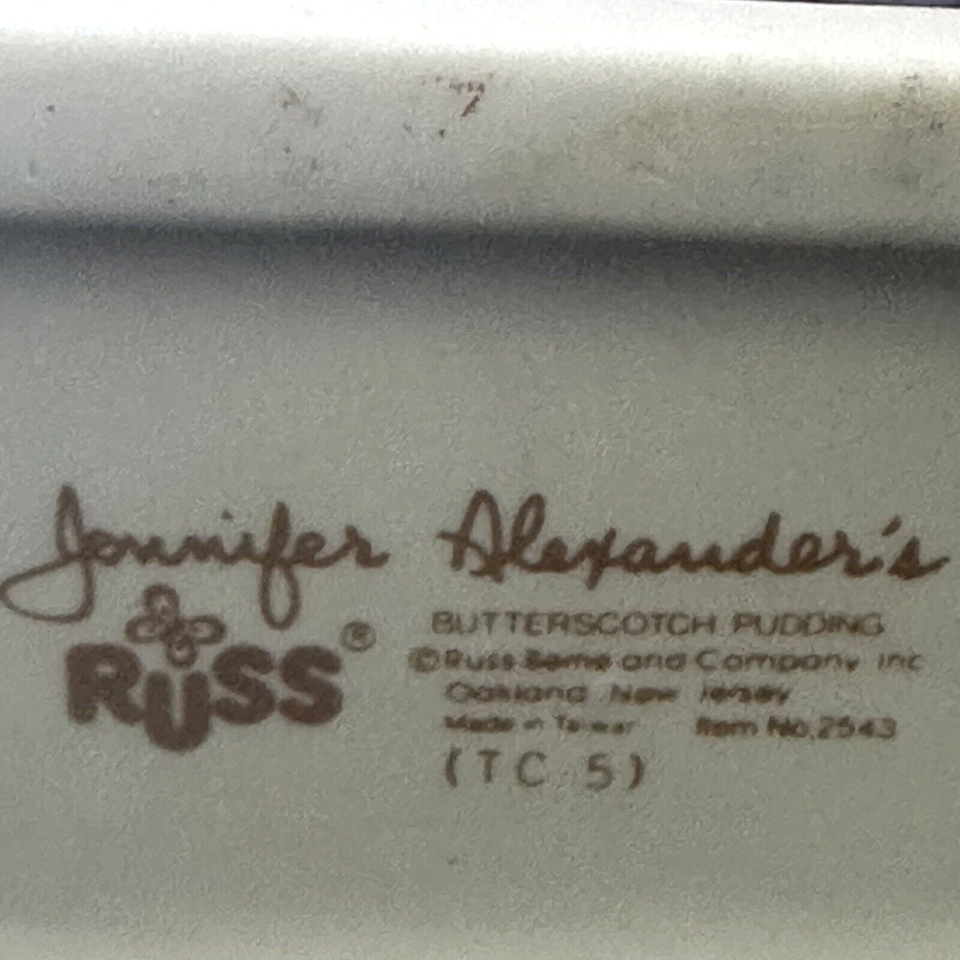 Jennifer Alexander's
RUSS®
BUTTERSCOTCH PUDDING
©Russ Berrie and Company Inc
Oakland New Jersey
Made in Taiwan Item No. 2543
(TC 5)